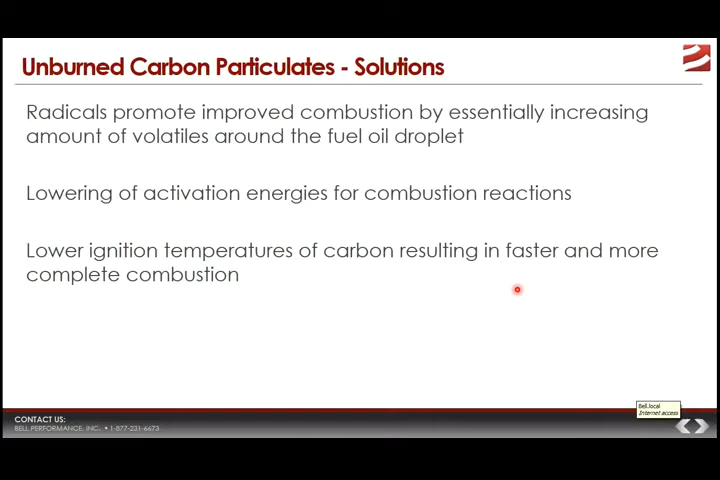 Unburned Carbon Particulates - Solutions
Radicals promote improved combustion by essentially increasing
amount of volatiles around the fuel oil droplet
Lowering of activation energies for combustion reactions
Lower ignition temperatures of carbon resulting in faster and more
complete combustion
Bell.local
Internet access
CONTACT US:
BELL PERFORMANCE, INC. • 1-877-231-6673